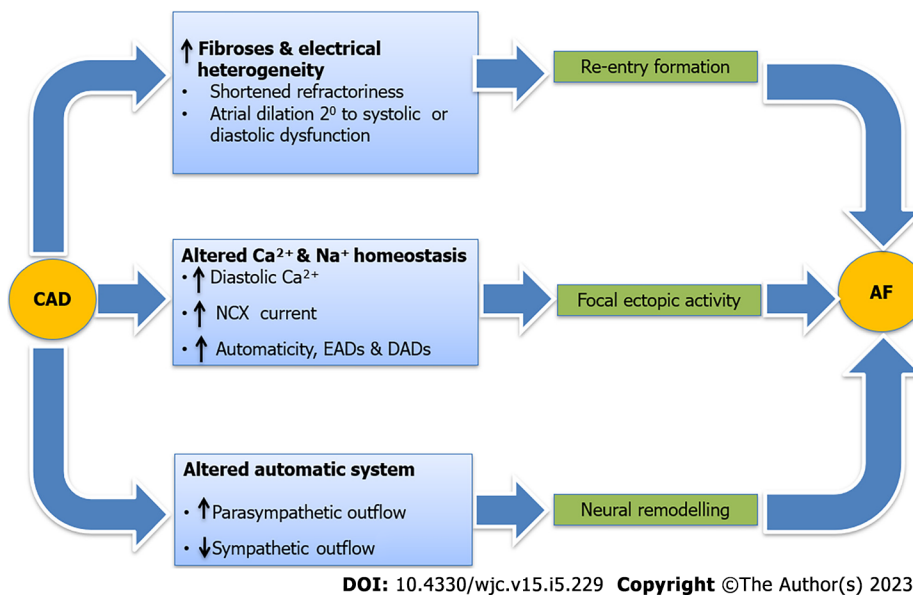 ↑ Fibroses & electrical
heterogeneity
• Shortened refractoriness
• Atrial dilation 2⁰ to systolic or
diastolic dysfunction
Re-entry formation
CAD
Altered Ca²⁺ & Na⁺ homeostasis
• ↑ Diastolic Ca²⁺
• ↑ NCX current
• ↑ Automaticity, EADs & DADs
Focal ectopic activity
AF
Altered automatic system
• ↑ Parasympathetic outflow
• ↓ Sympathetic outflow
Neural remodelling
DOI: 10.4330/wjc.v15.i5.229 Copyright ©The Author(s) 2023